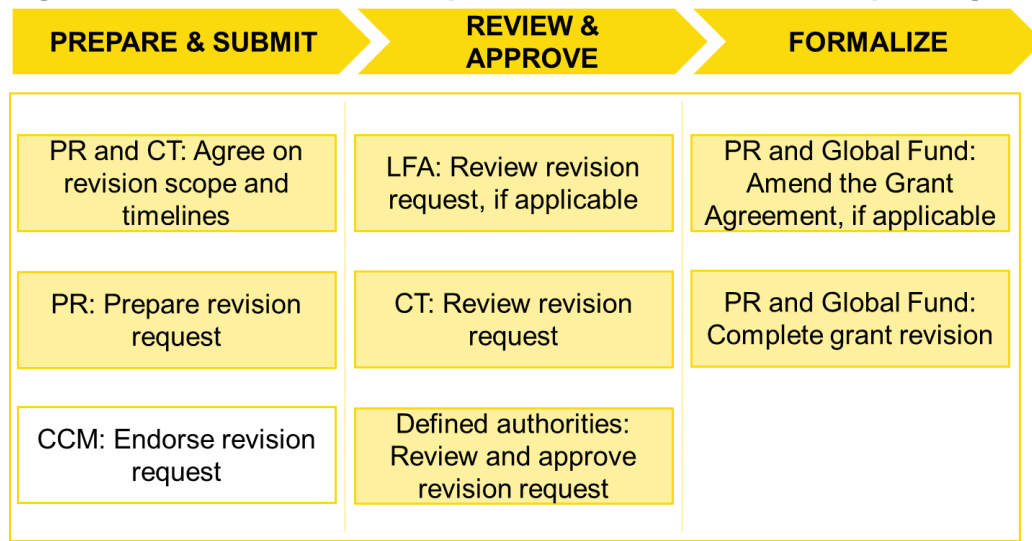 PREPARE & SUBMIT
REVIEW &
APPROVE
FORMALIZE
PR and CT: Agree on
revision scope and
timelines
PR: Prepare revision
request
CCM: Endorse revision
request
LFA: Review revision
request, if applicable
CT: Review revision
request
Defined authorities:
Review and approve
revision request
PR and Global Fund:
Amend the Grant
Agreement, if applicable
PR and Global Fund:
Complete grant revision